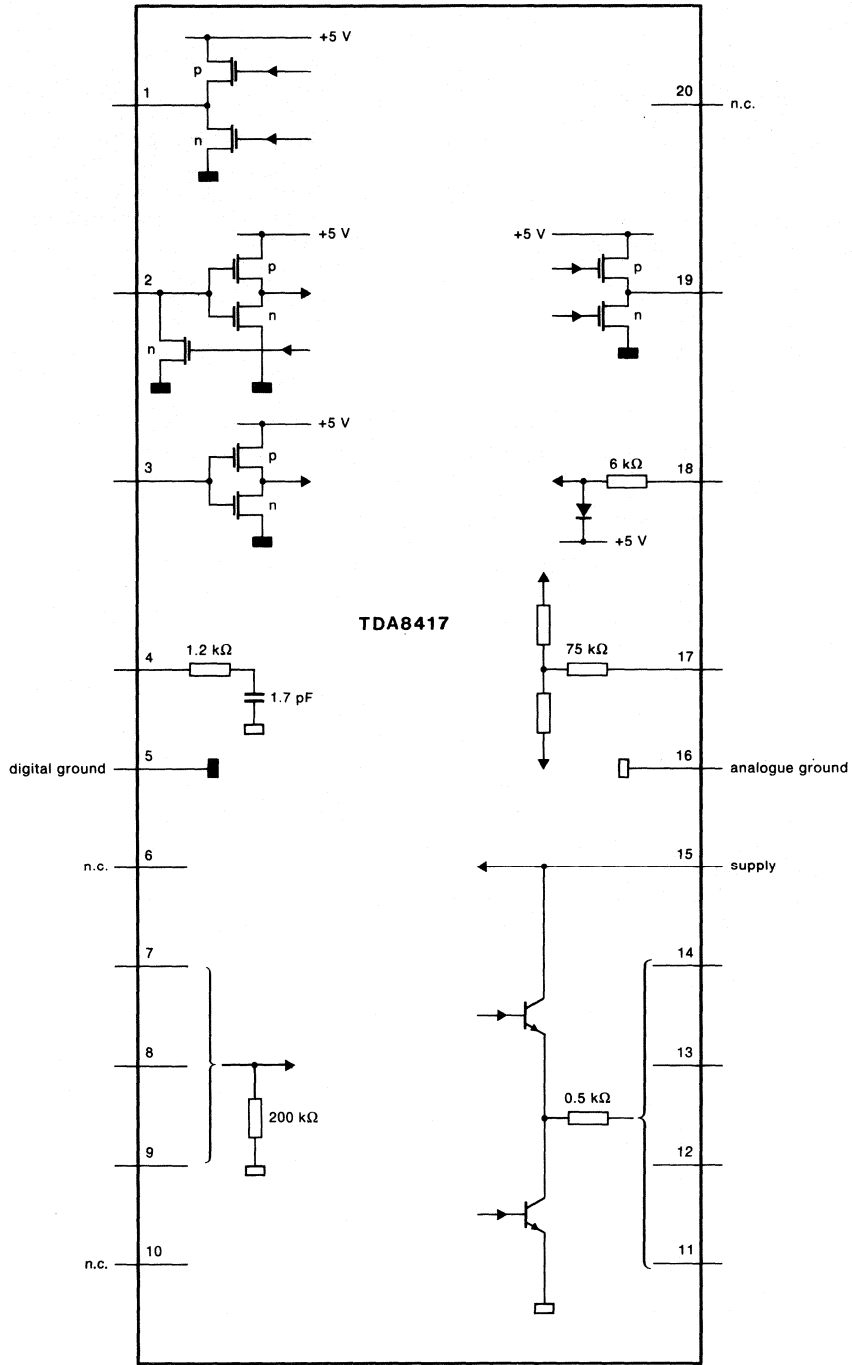 +5 V
p
1
20
n.c.
n
+5 V
+5 V
p
p
2
19
n
n
n
+5 V
p
3
6 kΩ
18
n
+5 V
TDA8417
1.2 kΩ
4
75 kΩ
17
1.7 pF
digital ground
5
16
analogue ground
n.c.
6
15
supply
7
14
8
13
0.5 kΩ
200 kΩ
9
12
n.c.
10
11